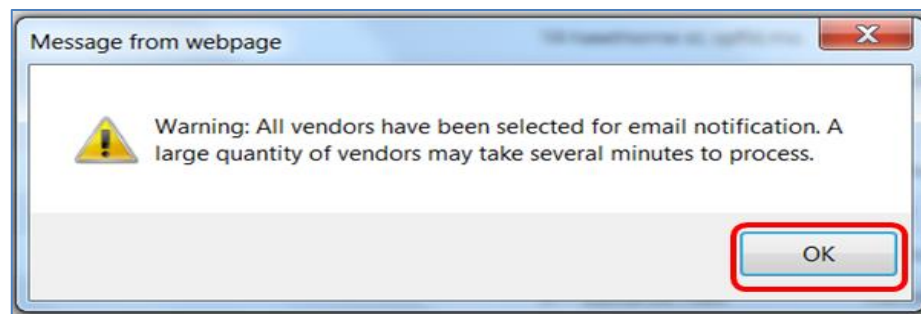 Message from webpage
Warning: All vendors have been selected for email notification. A
large quantity of vendors may take several minutes to process.
OK